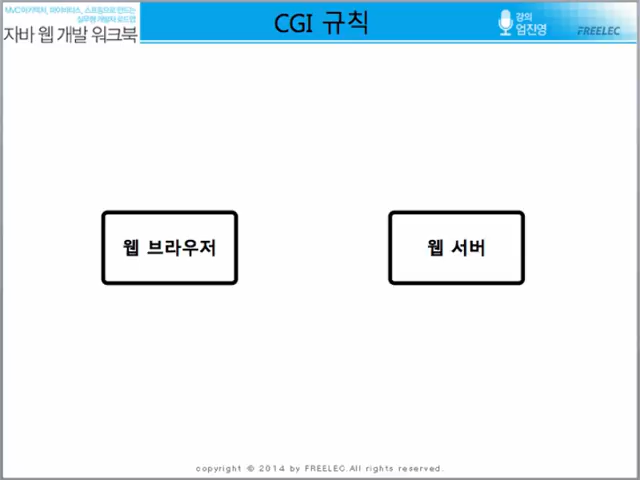 MVC 아키텍처, 마이바티스, 스프링으로 만드는
실무형 개발자 로드맵
자바 웹 개발 워크북
CGI 규칙
강의
엄진영
FREELEC
웹 브라우저
웹 서버
copyright © 2014 by FREELEC.All rights reserved.